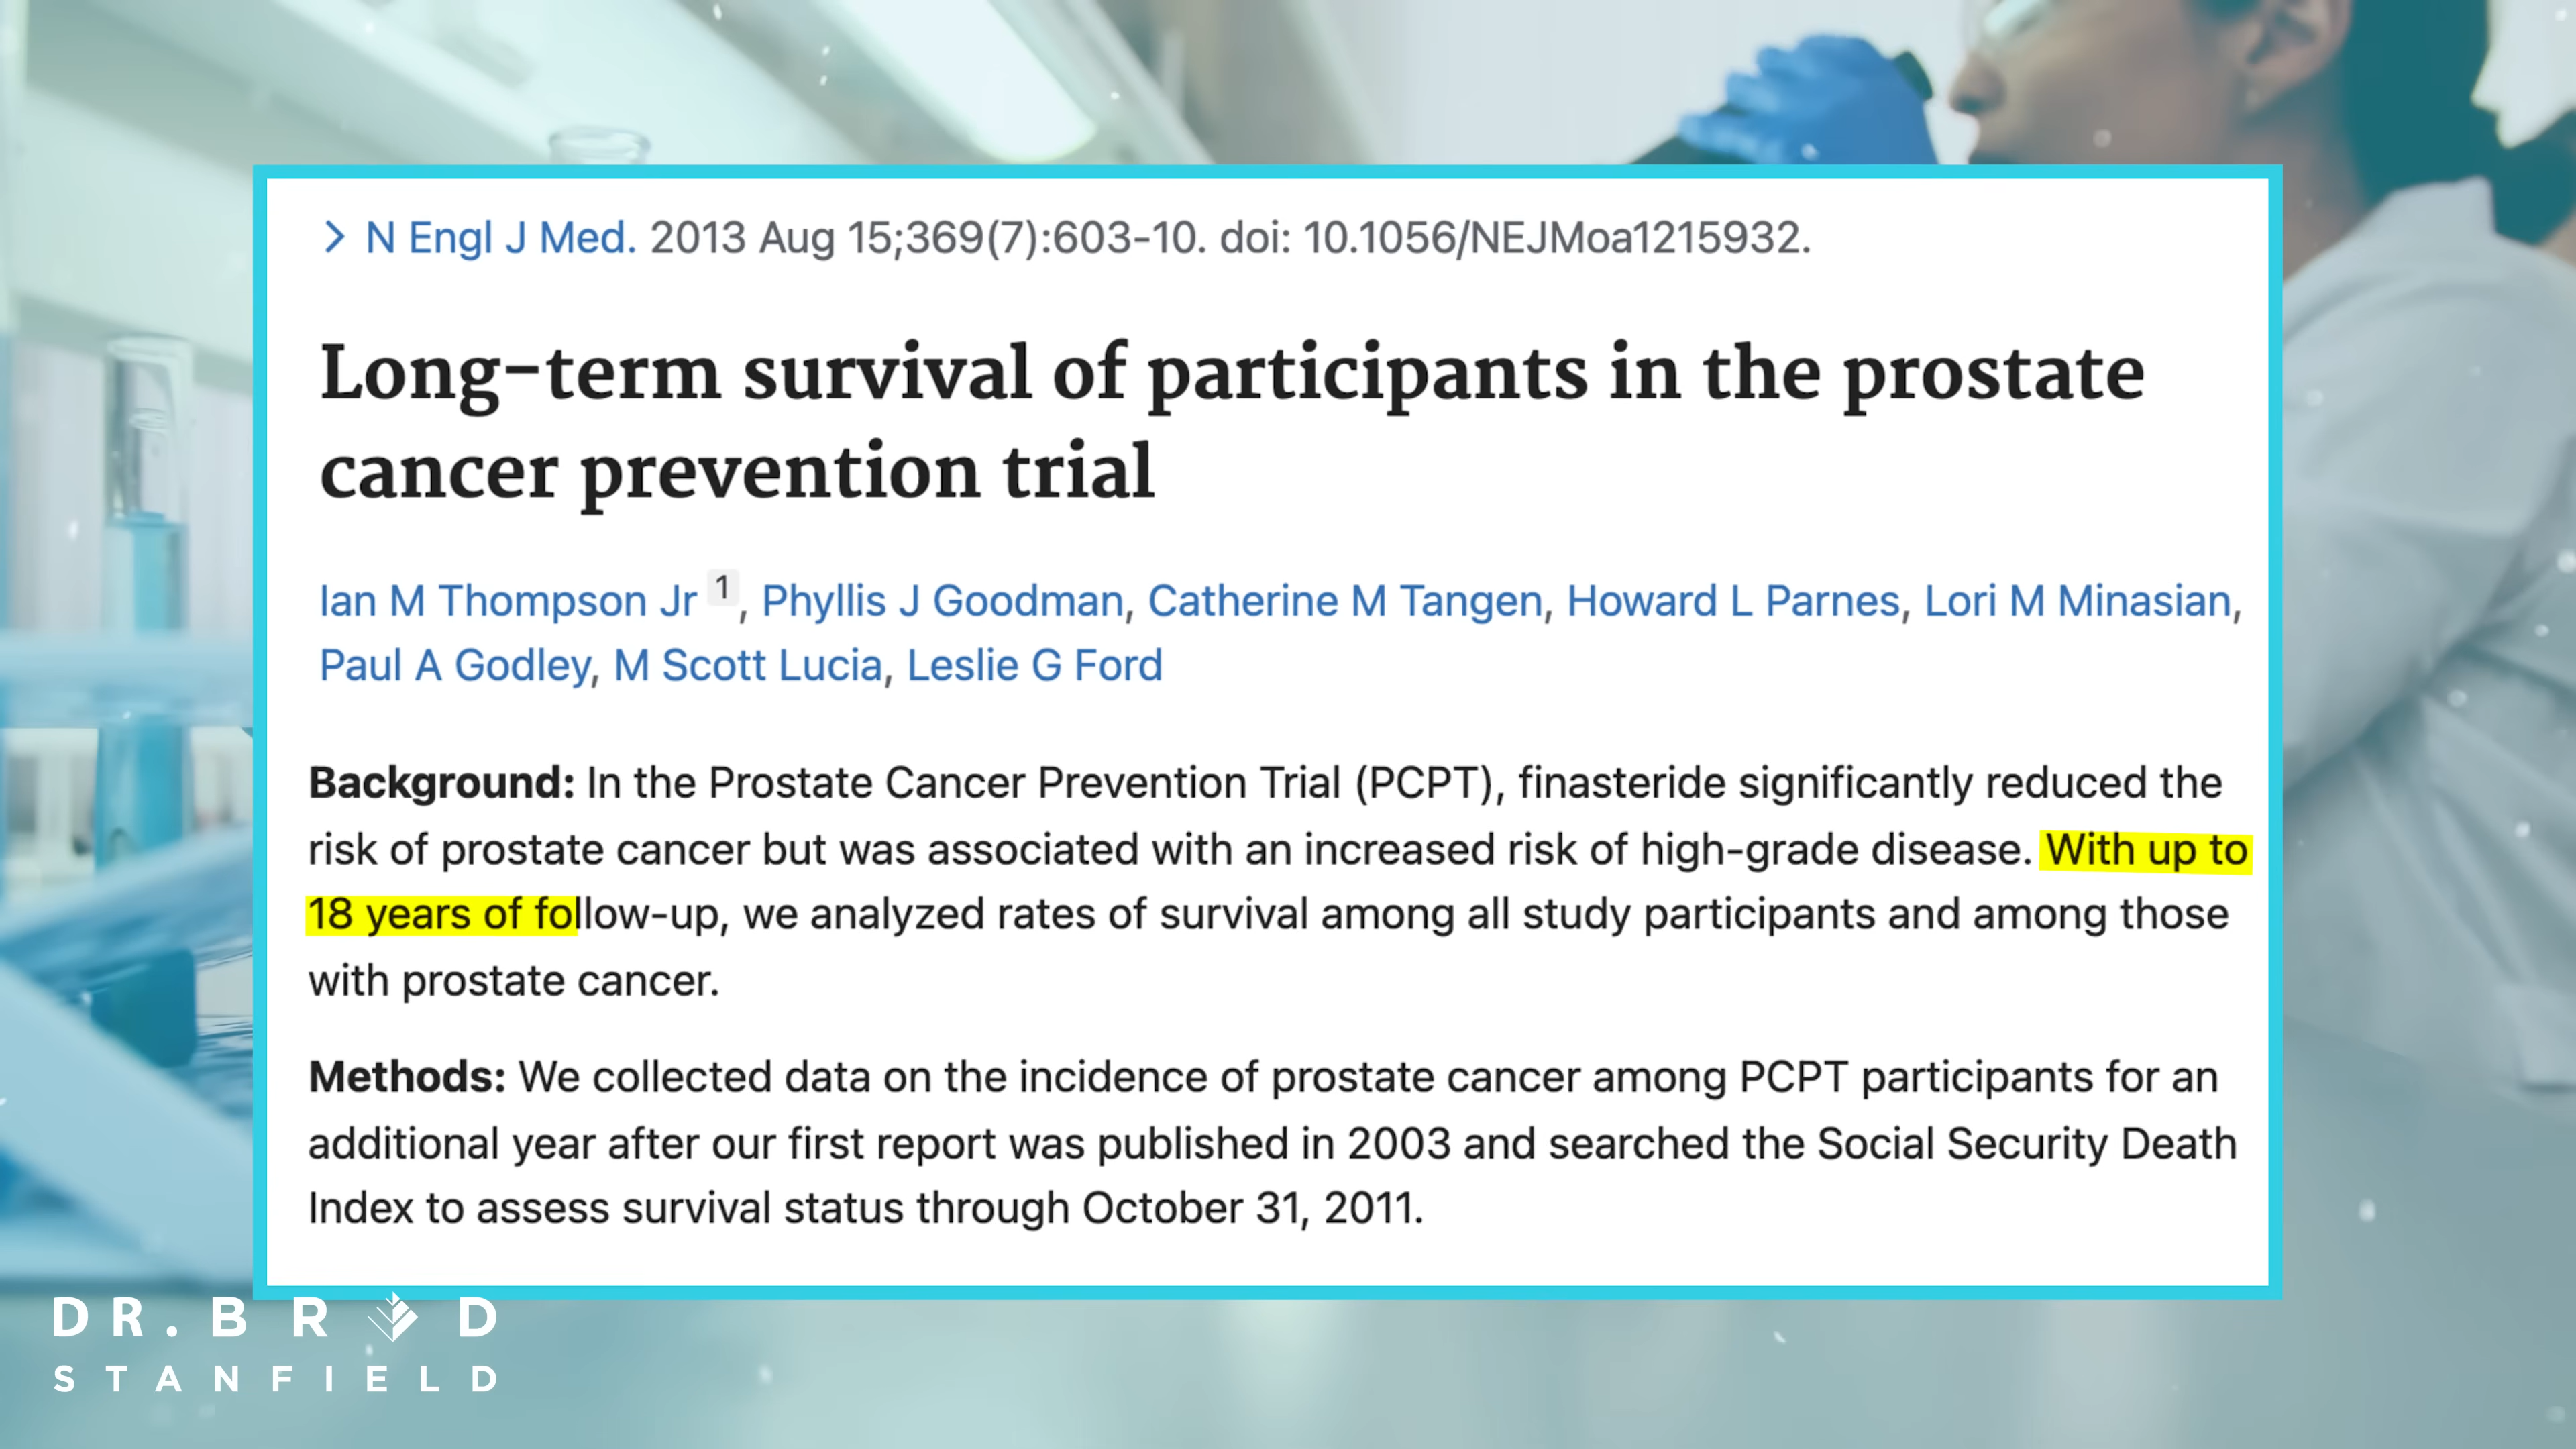 > N Engl J Med. 2013 Aug 15;369(7):603-10. doi: 10.1056/NEJMoa1215932.
Long-term survival of participants in the prostate
cancer prevention trial
Ian M Thompson Jr 1, Phyllis J Goodman, Catherine M Tangen, Howard L Parnes, Lori M Minasian,
Paul A Godley, M Scott Lucia, Leslie G Ford
Background: In the Prostate Cancer Prevention Trial (PCPT), finasteride significantly reduced the
risk of prostate cancer but was associated with an increased risk of high-grade disease. With up to
18 years of follow-up, we analyzed rates of survival among all study participants and among those
with prostate cancer.
Methods: We collected data on the incidence of prostate cancer among PCPT participants for an
additional year after our first report was published in 2003 and searched the Social Security Death
Index to assess survival status through October 31, 2011.
DR. BRAD
STANFIELD